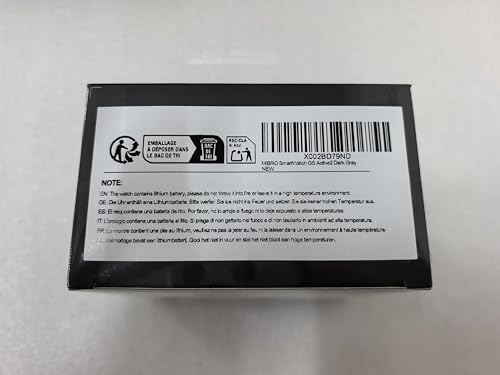 EMBALLAGE
À DÉPOSER DANS
LE BAC DE TRI
BAC
DE
TRI
RECICLA
X002BD79ND
MIBRO SmartWatch GS Active2 Dark Gray
NEW
NOTE:
EN: The watch contains lithium battery, please do not throw it into fire or leave it in a high temperature environment.
DE: Die Uhr enthält eine Lithiumbatterie. Bitte werfen Sie sie nicht ins Feuer und setzen Sie sie keiner hohen Temperatur aus.
ES: El reloj contiene una batería de litio. Por favor, no lo arroje al fuego ni lo deje expuesto a altas temperaturas.
IT: L'orologio contiene una batteria al litio. Si prega di non gettarlo nel fuoco o lasciarlo in ambienti ad alta temperatura.
FR: La montre contient une pile au lithium, veuillez ne pas la jeter au feu ni la laisser dans un environnement à haute température.
horloge bevat een lithiumbatterij. Gooi het niet in vuur en stel het niet bloot aan hoge temperaturen.